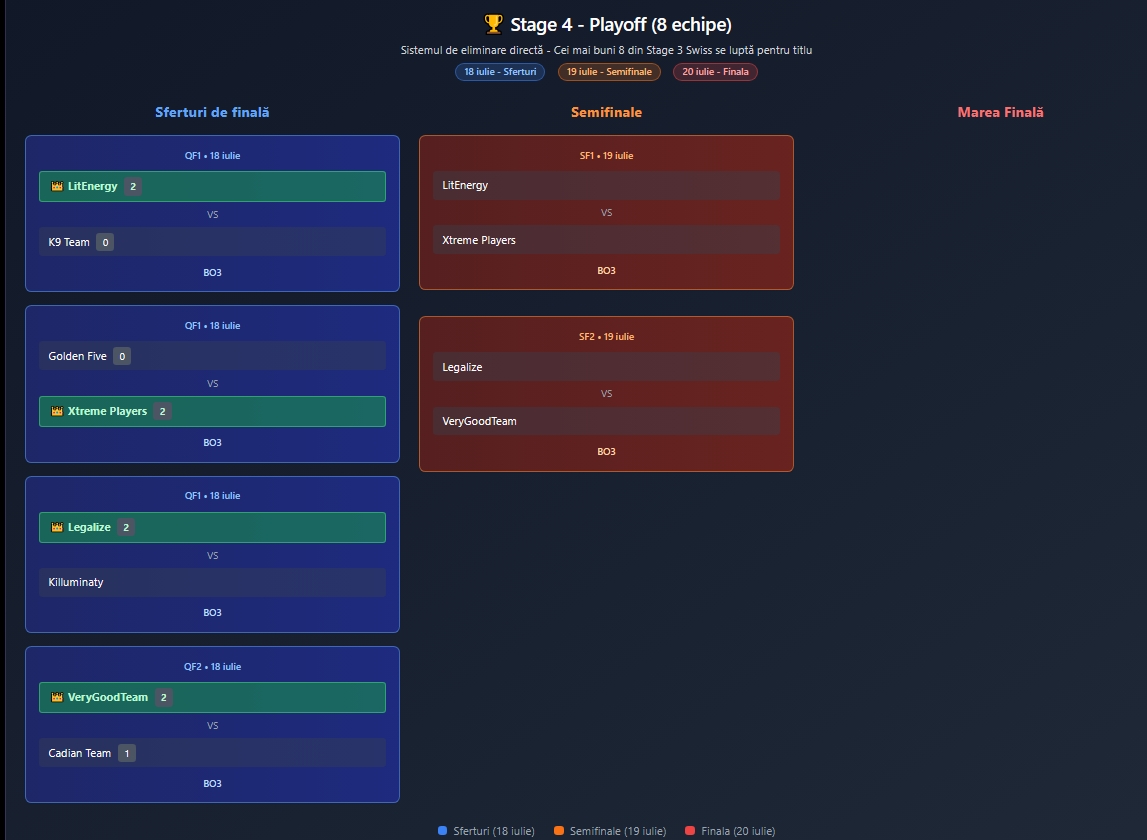 🏆 Stage 4 - Playoff (8 echipe)
Sistemul de eliminare directă - Cei mai buni 8 din Stage 3 Swiss se luptă pentru titlu
18 iulie - Sferturi
19 iulie - Semifinale
20 iulie - Finala
Sferturi de finală
QF1 • 18 iulie
👑 LitEnergy 2
VS
K9 Team 0
BO3
QF1 • 18 iulie
Golden Five 0
VS
👑 Xtreme Players 2
BO3
QF1 • 18 iulie
👑 Legalize 2
VS
Killuminaty
BO3
QF2 • 18 iulie
👑 VeryGoodTeam 2
VS
Cadian Team 1
BO3
Semifinale
SF1 • 19 iulie
LitEnergy
VS
Xtreme Players
BO3
SF2 • 19 iulie
Legalize
VS
VeryGoodTeam
BO3
Marea Finală
Sferturi (18 iulie)
Semifinale (19 iulie)
Finala (20 iulie)